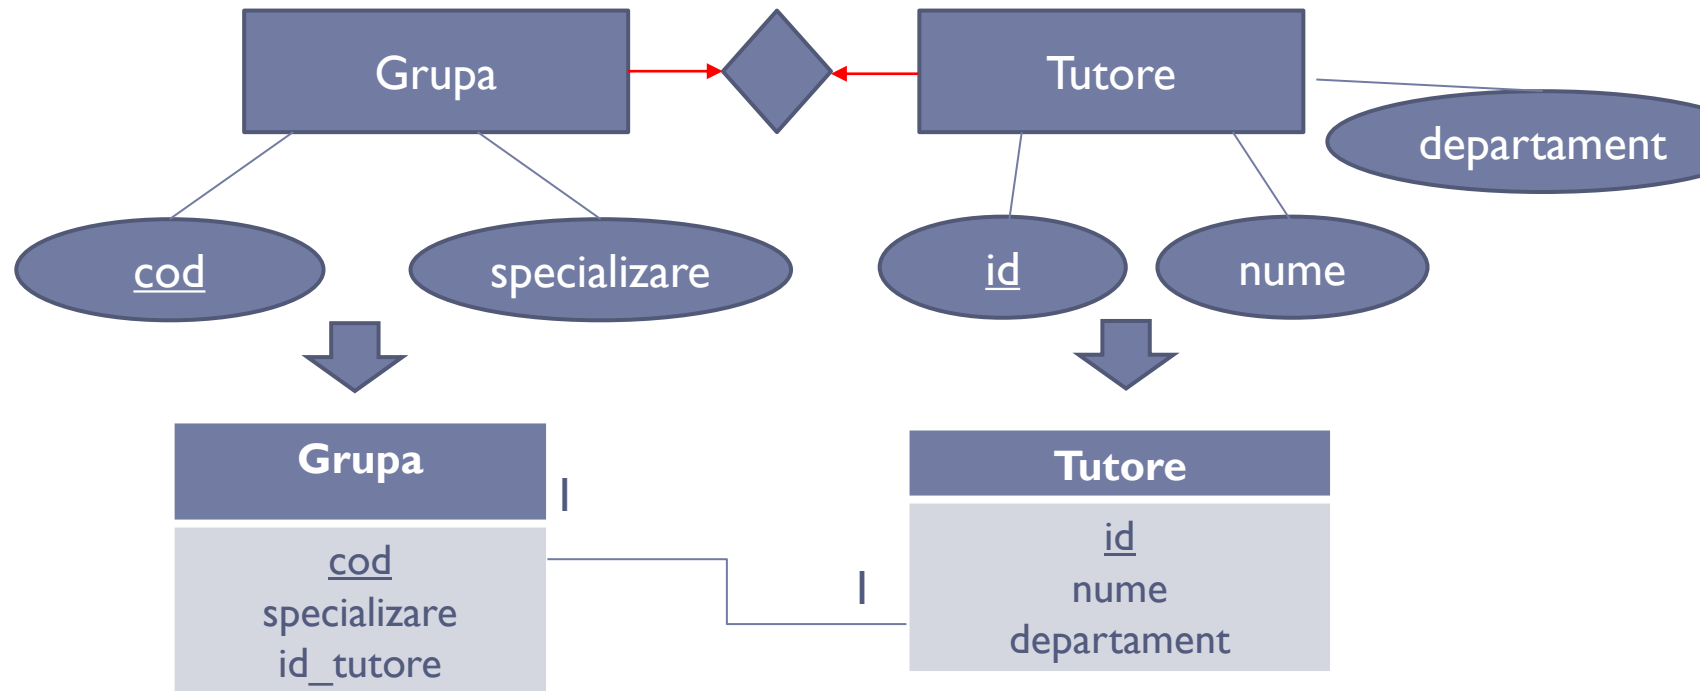 Grupa
Tutore
departament
cod
specializare
id
nume
Grupa
1
cod
specializare
id_tutore
1
Tutore
id
nume
departament